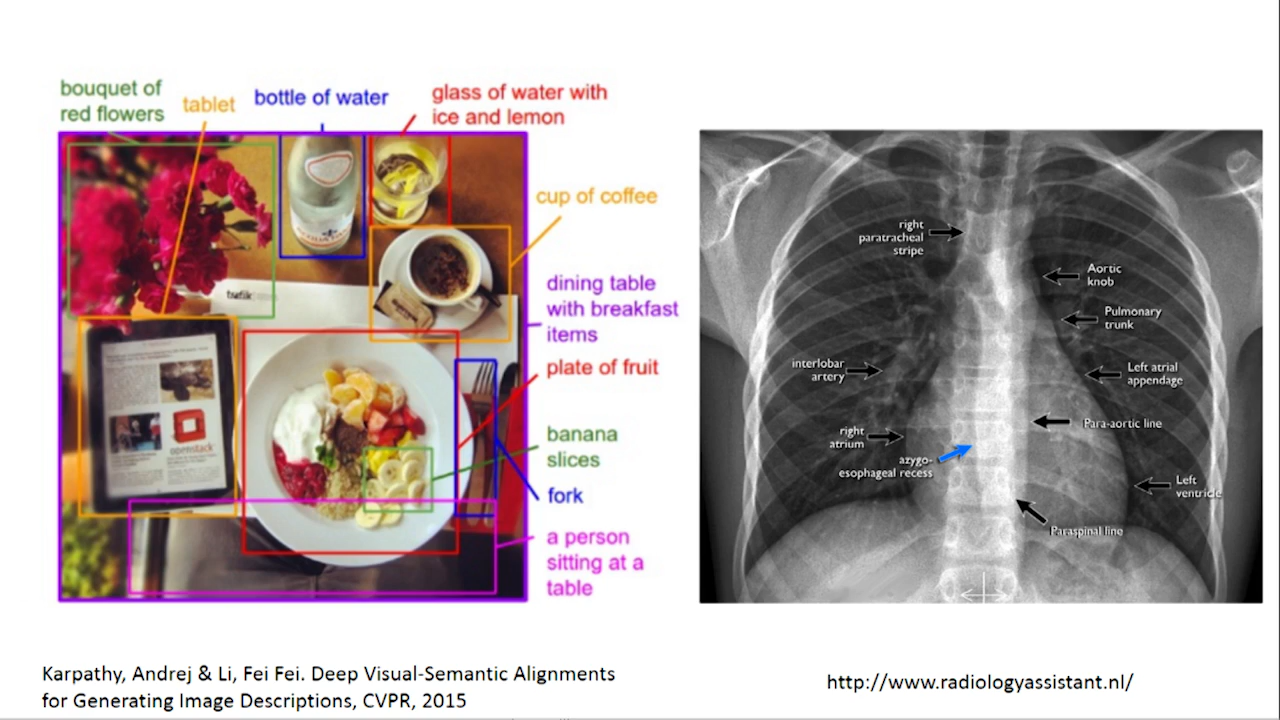 bouquet of
red flowers
tablet
bottle of water
glass of water with
ice and lemon
cup of coffee
dining table
with breakfast
items
plate of fruit
banana
slices
fork
a person
sitting at a
table
openstack
right
paratracheal
stripe
Aortic
knob
Pulmonary
trunk
interlobar
artery
Left atrial
appendage
right
atrium
Para-aortic line
azygo-
esophageal recess
Left
ventricle
Paraspinal line
Karpathy, Andrej & Li, Fei Fei. Deep Visual-Semantic Alignments
for Generating Image Descriptions, CVPR, 2015
http://www.radiologyassistant.nl/